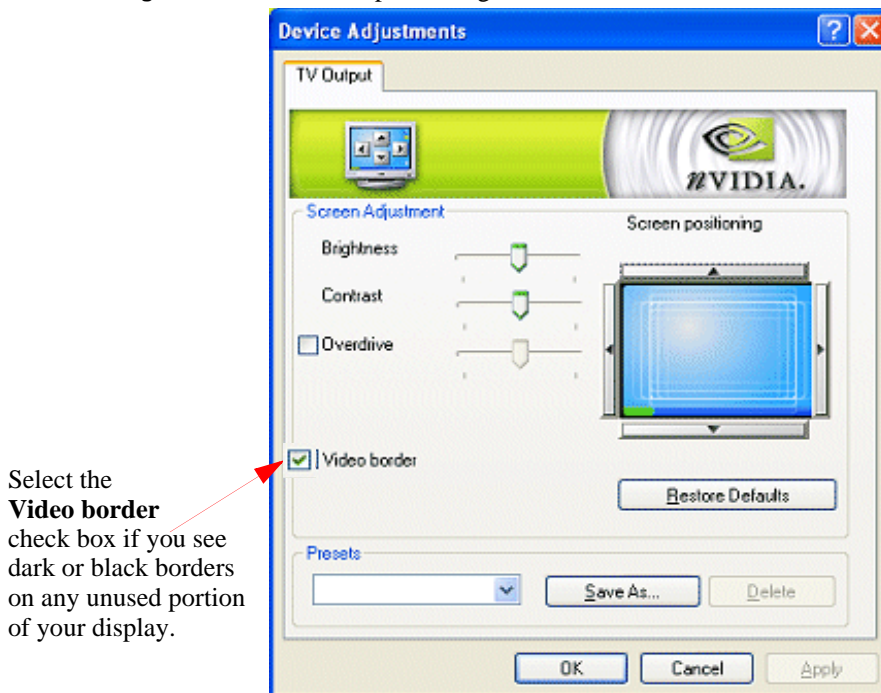 Device Adjustments
TV Output
nVIDIA.
Screen Adjustment
Screen positioning
Brightness
Contrast
Overdrive
Video border
Restore Defaults
Presets
Save As...
Delete
OK
Cancel
Apply
Select the
Video border
check box if you see
dark or black borders
on any unused portion
of your display.